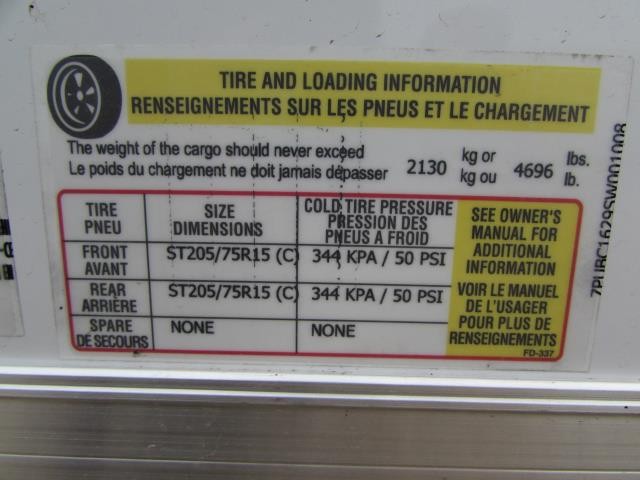 TIRE AND LOADING INFORMATION
RENSEIGNEMENTS SUR LES PNEUS ET LE CHARGEMENT
The weight of the cargo should never exceed
Le poids du chargement ne doit jamais dépasser
2130 kg or
kg ou
4696 lbs.
lb.
TIRE
PNEU
SIZE
DIMENSIONS
COLD TIRE PRESSURE
PRESSION DES
PNEUS A FROID
FRONT
AVANT
ST205/75R15 (C)
344 KPA / 50 PSI
REAR
ARRIÈRE
ST205/75R15 (C)
344 KPA / 50 PSI
SPARE
DE SECOURS
NONE
NONE
SEE OWNER'S
MANUAL FOR
ADDITIONAL
INFORMATION
VOIR LE MANUEL
DE L'USAGER
POUR PLUS DE
RENSEIGNEMENTS
FD-337
7PUBC1629SW001008